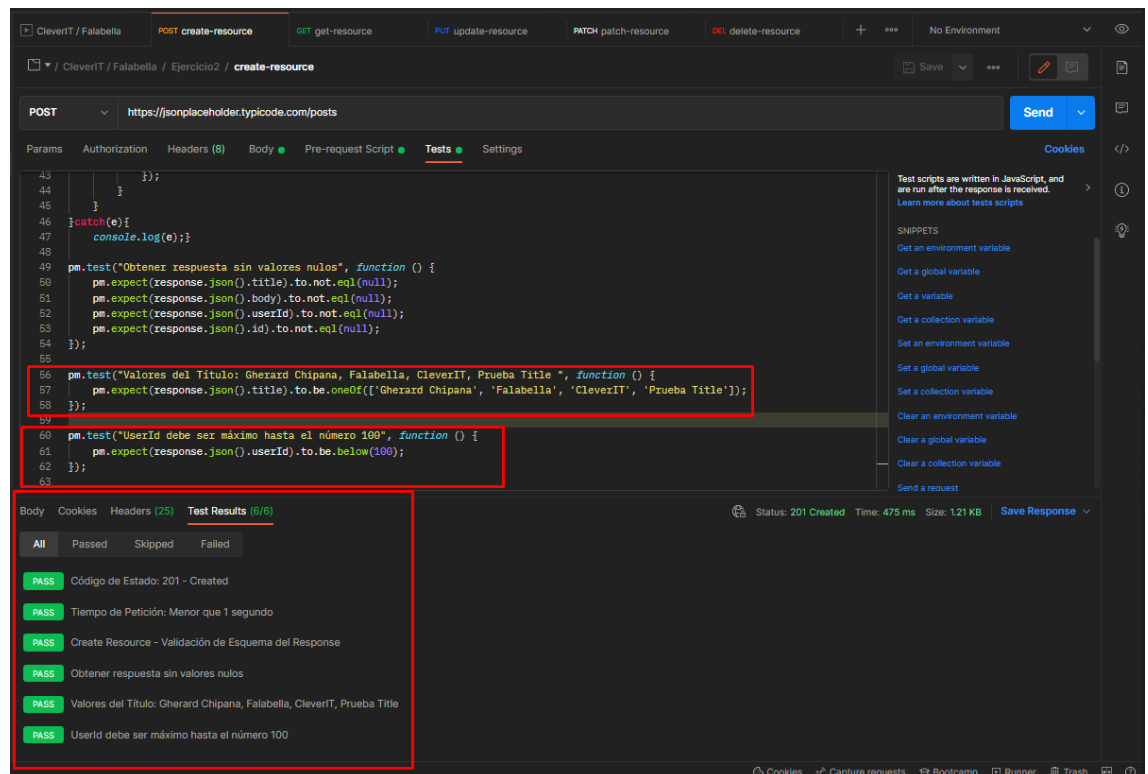 CleverIT / Falabella POST create-resource GET get-resource PUT update-resource PATCH patch-resource DEL delete-resource + ••• No Environment
/ CleverIT / Falabella / Ejercicio2 / create-resource Save •••
POST https://jsonplaceholder.typicode.com/posts Send
Params Authorization Headers (8) Body Pre-request Script Tests Settings Cookies
43 });
44 }
45 }
46 }catch(e){
47 console.log(e);}
48
49 pm.test("Obtener respuesta sin valores nulos", function () {
50 pm.expect(response.json().title).to.not.eql(null);
51 pm.expect(response.json().body).to.not.eql(null);
52 pm.expect(response.json().userId).to.not.eql(null);
53 pm.expect(response.json().id).to.not.eql(null);
54 });
55
56 pm.test("Valores del Título: Gherard Chipana, Falabella, CleverIT, Prueba Title ", function () {
57 pm.expect(response.json().title).to.be.oneOf(['Gherard Chipana', 'Falabella', 'CleverIT', 'Prueba Title']);
58 });
59
60 pm.test("UserId debe ser máximo hasta el número 100", function () {
61 pm.expect(response.json().userId).to.be.below(100);
62 });
63
Test scripts are written in JavaScript, and
are run after the response is received.
Learn more about tests scripts
SNIPPETS
Get an environment variable
Get a global variable
Get a variable
Get a collection variable
Set an environment variable
Set a global variable
Set a collection variable
Clear an environment variable
Clear a global variable
Clear a collection variable
Send a request
Body Cookies Headers (25) Test Results (6/6) Status: 201 Created Time: 475 ms Size: 1.21 KB Save Response
All Passed Skipped Failed
PASS Código de Estado: 201 - Created
PASS Tiempo de Petición: Menor que 1 segundo
PASS Create Resource - Validación de Esquema del Response
PASS Obtener respuesta sin valores nulos
PASS Valores del Título: Gherard Chipana, Falabella, CleverIT, Prueba Title
PASS UserId debe ser máximo hasta el número 100
Cookies Capture requests Bootcamp Runner Trash